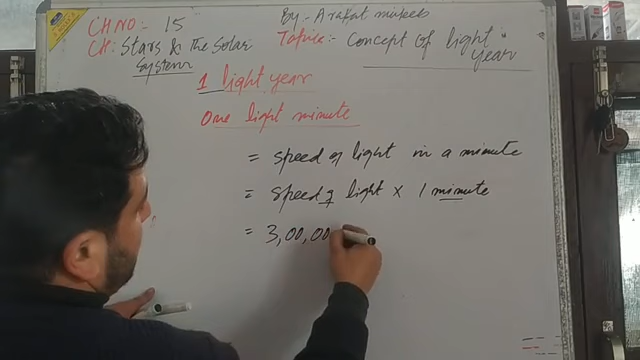 CH NO:- 15
By:- Arafat
CH: Stars & The Solar System
Topic:- Concept of light year
1 light year
One light minute
= speed of light in a minute
= speed of light × 1 minute
= 3,00,00